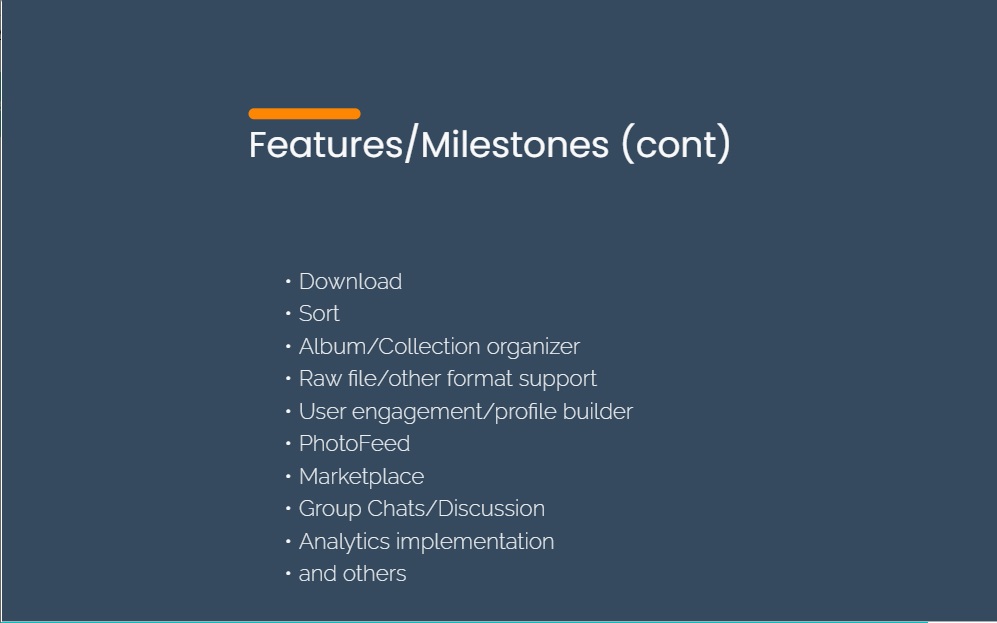 Features/Milestones (cont)
• Download
• Sort
• Album/Collection organizer
• Raw file/other format support
• User engagement/profile builder
• PhotoFeed
• Marketplace
• Group Chats/Discussion
• Analytics implementation
• and others